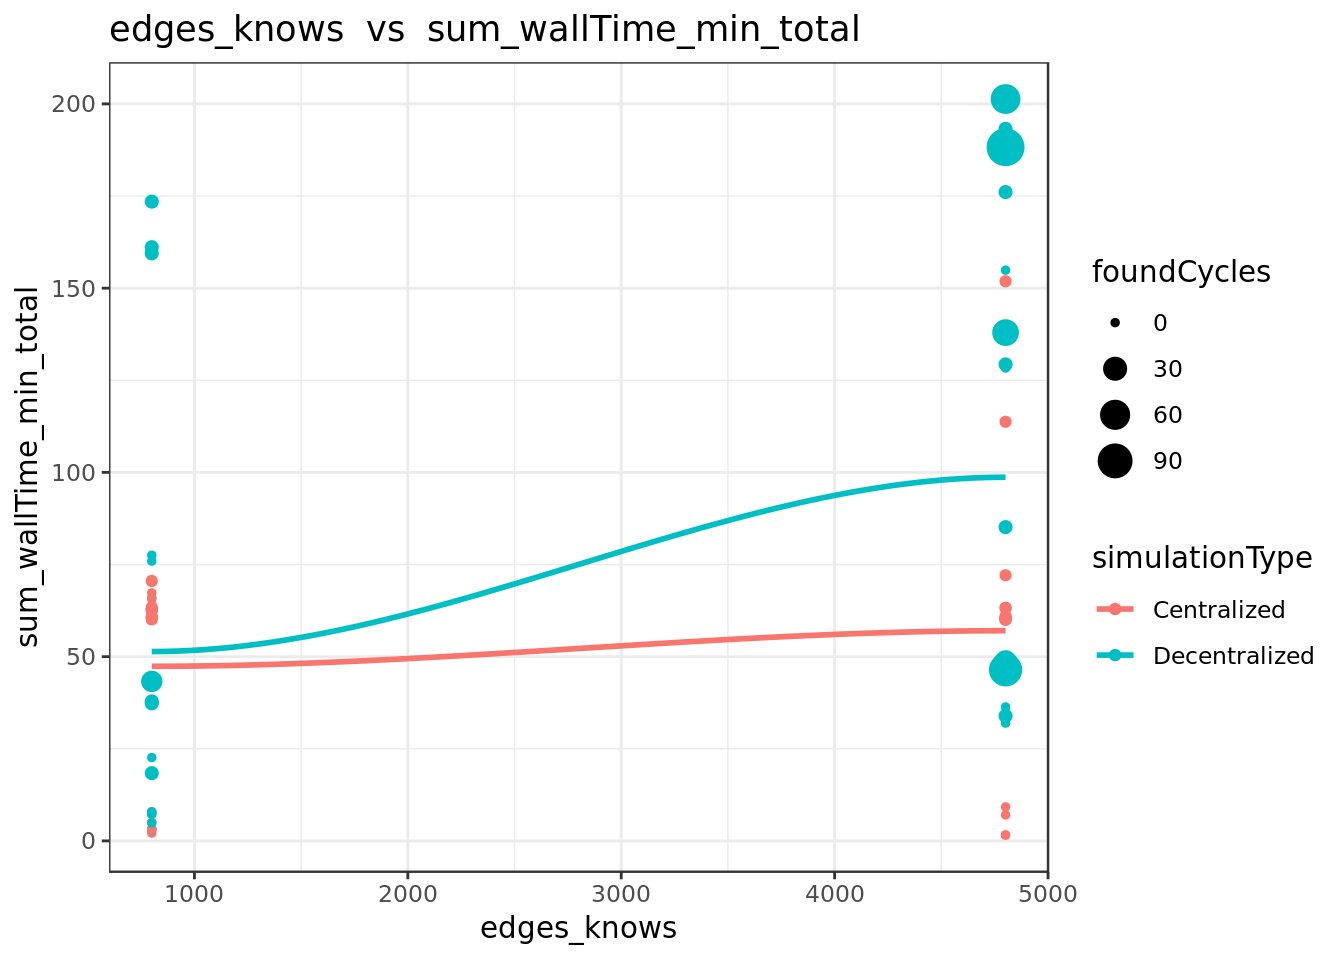 edges_knows  vs  sum_wallTime_min_total
sum_wallTime_min_total
200
150
100
50
0
1000 2000 3000 4000 5000
edges_knows
foundCycles
0
30
60
90
simulationType
Centralized
Decentralized